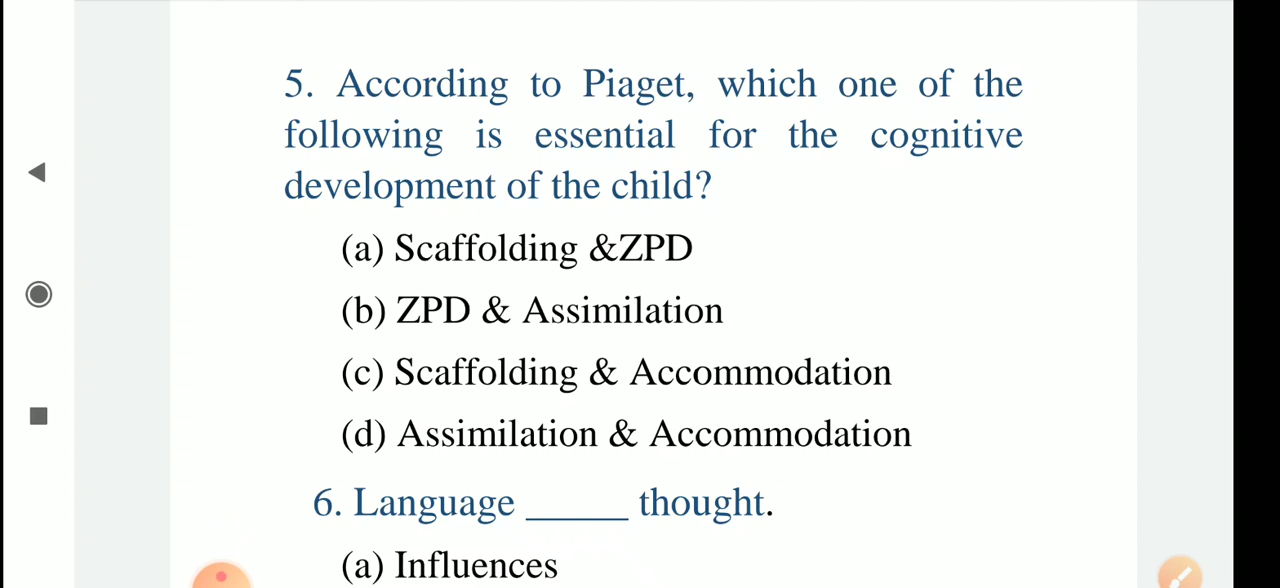 5. According to Piaget, which one of the
following is essential for the cognitive
development of the child?
(a) Scaffolding &ZPD
(b) ZPD & Assimilation
(c) Scaffolding & Accommodation
(d) Assimilation & Accommodation
6. Language _____ thought.
(a) Influences